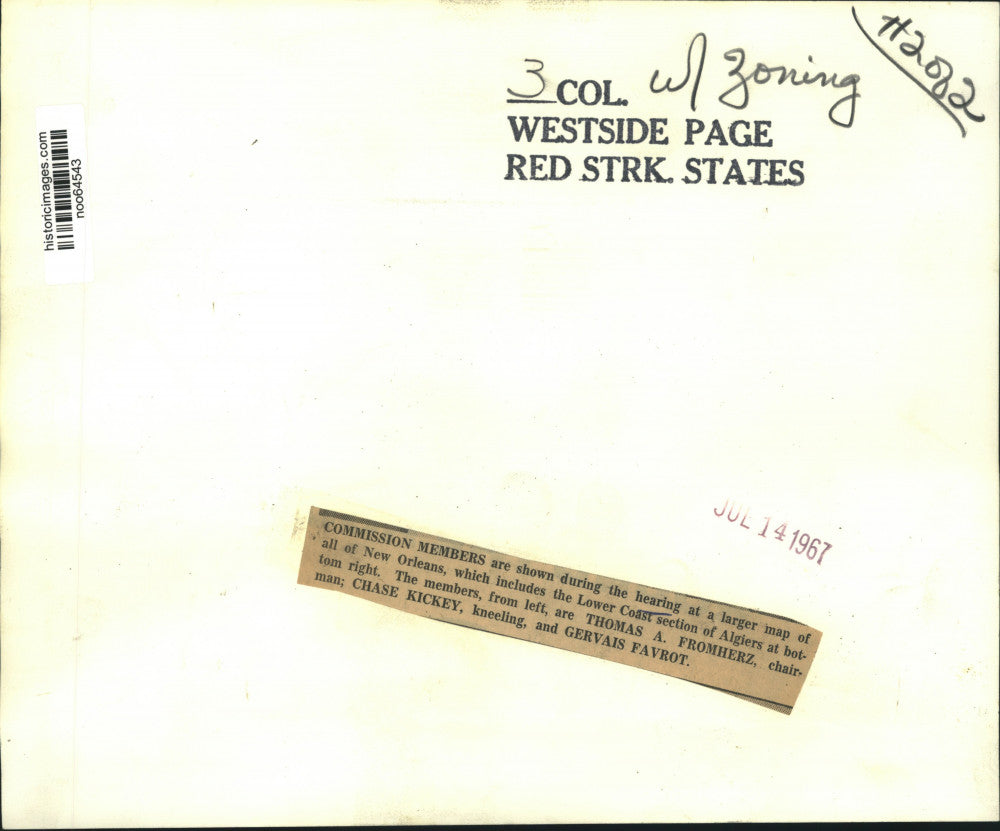 #2082
3 COL. w/ zoning
WESTSIDE PAGE
RED STRK. STATES
historicimages.com
noo64543
JUL 14 1967
COMMISSION MEMBERS are shown during the hearing at a larger map of
all of New Orleans, which includes the Lower Coast section of Algiers at bot-
tom right. The members, from left, are THOMAS A. FROMHERZ, chair-
man; CHASE KICKEY, kneeling, and GERVAIS FAVROT.